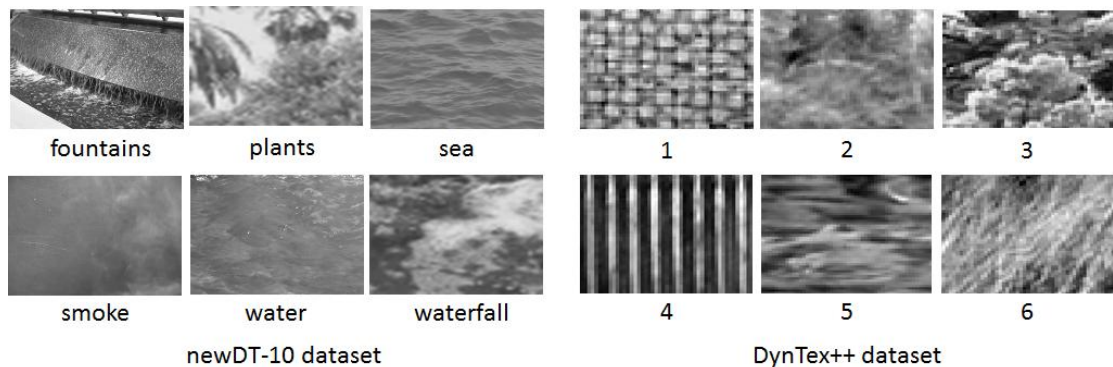 fountains plants sea
1 2 3
smoke water waterfall
4 5 6
newDT-10 dataset
DynTex++ dataset